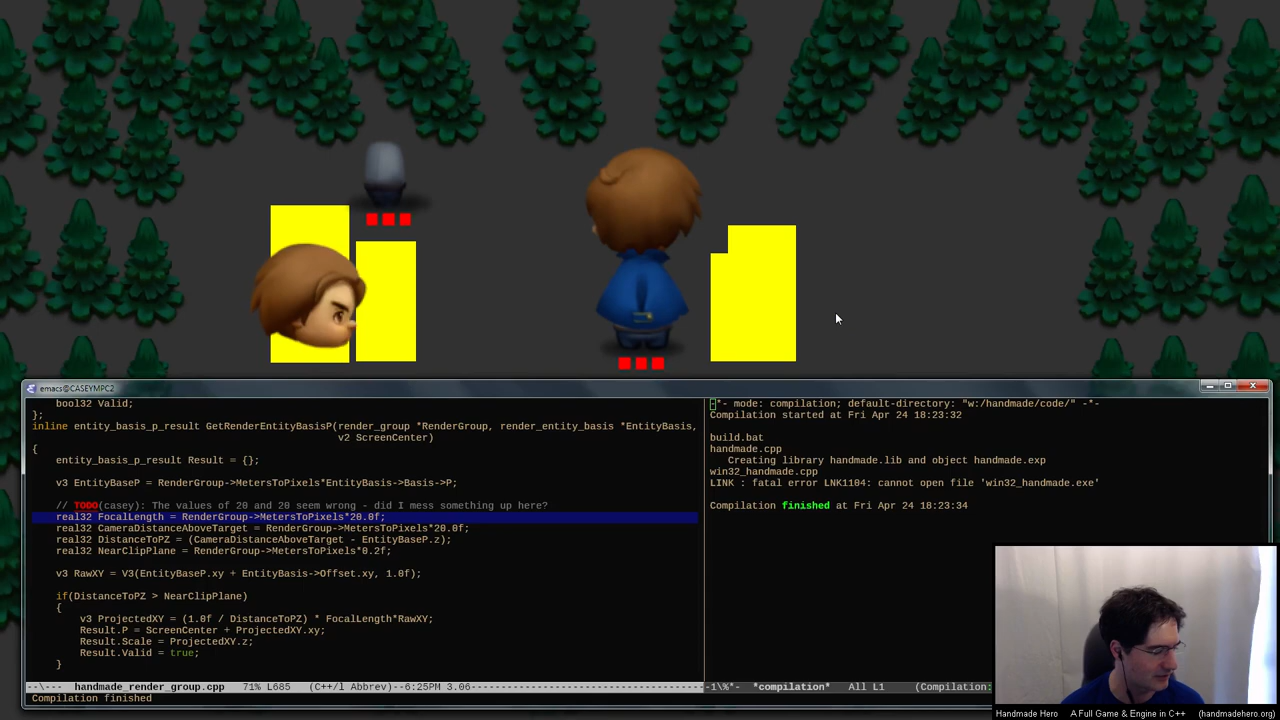 emacs@CASEYMPC2
bool32 Valid;
};
inline entity_basis_p_result GetRenderEntityBasisP(render_group *RenderGroup, render_entity_basis *EntityBasis,
v2 ScreenCenter)
{
entity_basis_p_result Result = {};
v3 EntityBaseP = RenderGroup->MetersToPixels*EntityBasis->Basis->P;
// TODO(casey): The values of 20 and 20 seem wrong - did I mess something up here?
real32 FocalLength = RenderGroup->MetersToPixels*20.0f;
real32 CameraDistanceAboveTarget = RenderGroup->MetersToPixels*20.0f;
real32 DistanceToPZ = (CameraDistanceAboveTarget - EntityBaseP.z);
real32 NearClipPlane = RenderGroup->MetersToPixels*0.2f;
v3 RawXY = V3(EntityBaseP.xy + EntityBasis->Offset.xy, 1.0f);
if(DistanceToPZ > NearClipPlane)
{
v3 ProjectedXY = (1.0f / DistanceToPZ) * FocalLength*RawXY;
Result.P = ScreenCenter + ProjectedXY.xy;
Result.Scale = ProjectedXY.z;
Result.Valid = true;
}
--\--- handmade_render_group.cpp 71% L685 (C++/l Abbrev)--6:25PM 3.06
Compilation finished
-*- mode: compilation; default-directory: "w:/handmade/code/" -*-
Compilation started at Fri Apr 24 18:23:32
build.bat
handmade.cpp
Creating library handmade.lib and object handmade.exp
win32_handmade.cpp
LINK : fatal error LNK1104: cannot open file 'win32_handmade.exe'
Compilation finished at Fri Apr 24 18:23:34
-1\%*- *compilation* All L1 (Compilation:
Handmade Hero A Full Game & Engine in C++ (handmadehero.org)